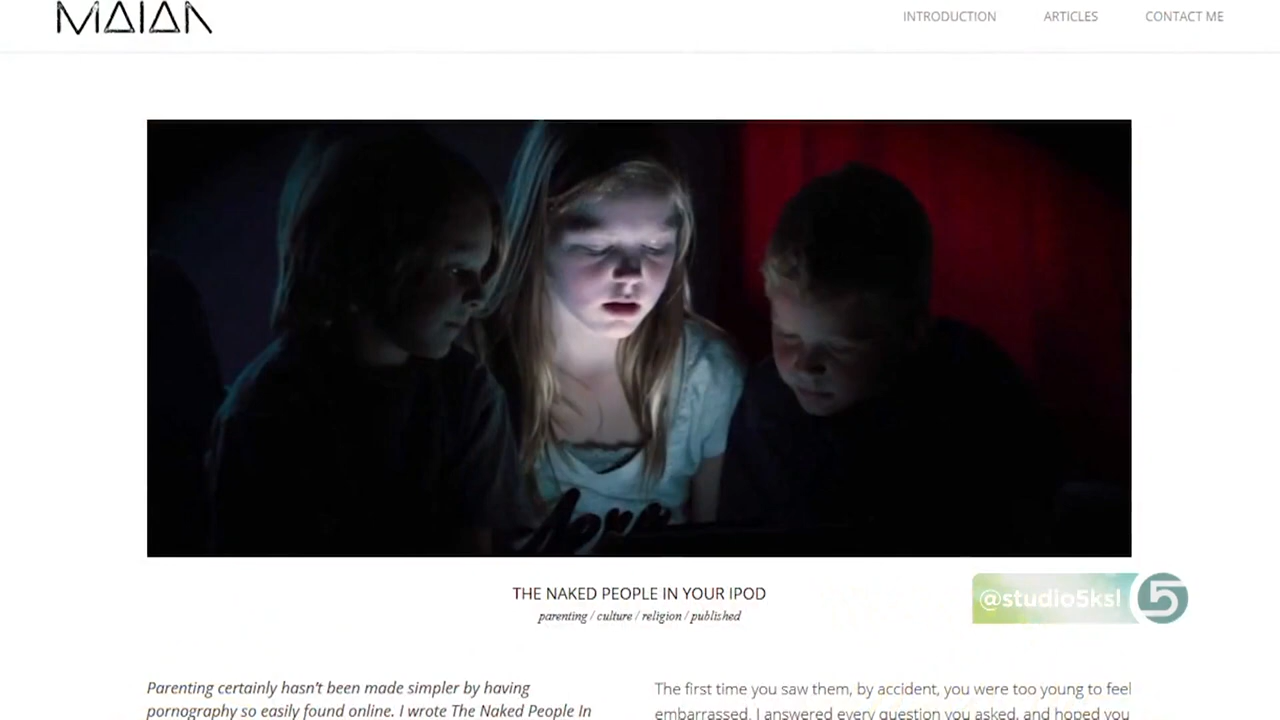 MAIAN
INTRODUCTION
ARTICLES
CONTACT ME
Aero
THE NAKED PEOPLE IN YOUR IPOD
parenting / culture / religion / published
@studio5ksl 5
Parenting certainly hasn't been made simpler by having
pornography so easily found online. I wrote The Naked People In
The first time you saw them, by accident, you were too young to feel
embarrassed. I answered every question you asked, and hoped you